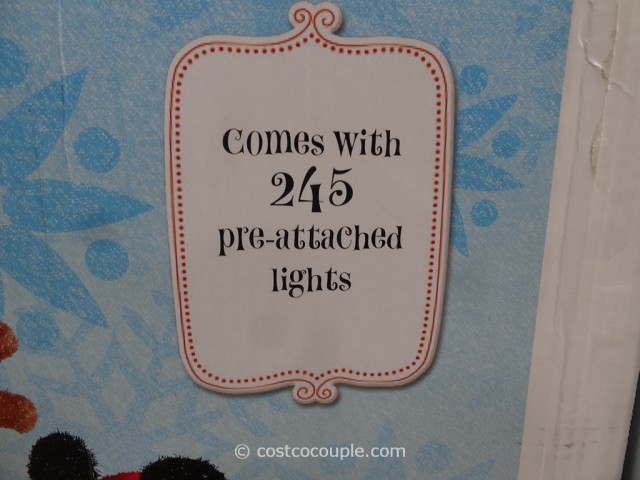 Comes with
245
pre-attached
lights
© costcocouple.com